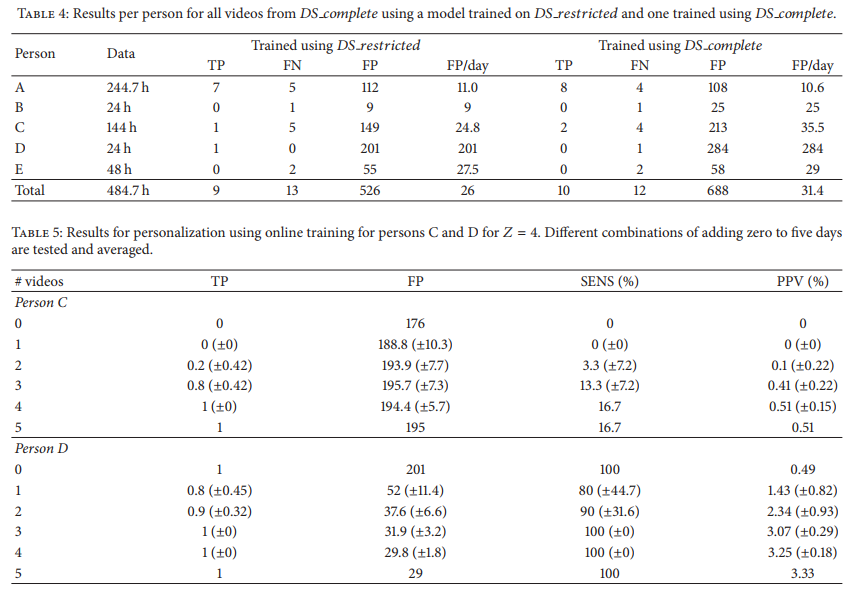 TABLE 4: Results per person for all videos from DS_complete using a model trained on DS_restricted and one trained using DS_complete.
Person Data Trained using DS_restricted Trained using DS_complete
TP FN FP FP/day TP FN FP FP/day
A 244.7 h 7 5 112 11.0 8 4 108 10.6
B 24 h 0 1 9 9 0 1 25 25
C 144 h 1 5 149 24.8 2 4 213 35.5
D 24 h 1 0 201 201 0 1 284 284
E 48 h 0 2 55 27.5 0 2 58 29
Total 484.7 h 9 13 526 26 10 12 688 31.4
TABLE 5: Results for personalization using online training for persons C and D for Z = 4. Different combinations of adding zero to five days
are tested and averaged.
# videos TP FP SENS (%) PPV (%)
Person C
0 0 176 0 0
1 0 (±0) 188.8 (±10.3) 0 (±0) 0 (±0)
2 0.2 (±0.42) 193.9 (±7.7) 3.3 (±7.2) 0.1 (±0.22)
3 0.8 (±0.42) 195.7 (±7.3) 13.3 (±7.2) 0.41 (±0.22)
4 1 (±0) 194.4 (±5.7) 16.7 0.51 (±0.15)
5 1 195 16.7 0.51
Person D
0 1 201 100 0.49
1 0.8 (±0.45) 52 (±11.4) 80 (±44.7) 1.43 (±0.82)
2 0.9 (±0.32) 37.6 (±6.6) 90 (±31.6) 2.34 (±0.93)
3 1 (±0) 31.9 (±3.2) 100 (±0) 3.07 (±0.29)
4 1 (±0) 29.8 (±1.8) 100 (±0) 3.25 (±0.18)
5 1 29 100 3.33